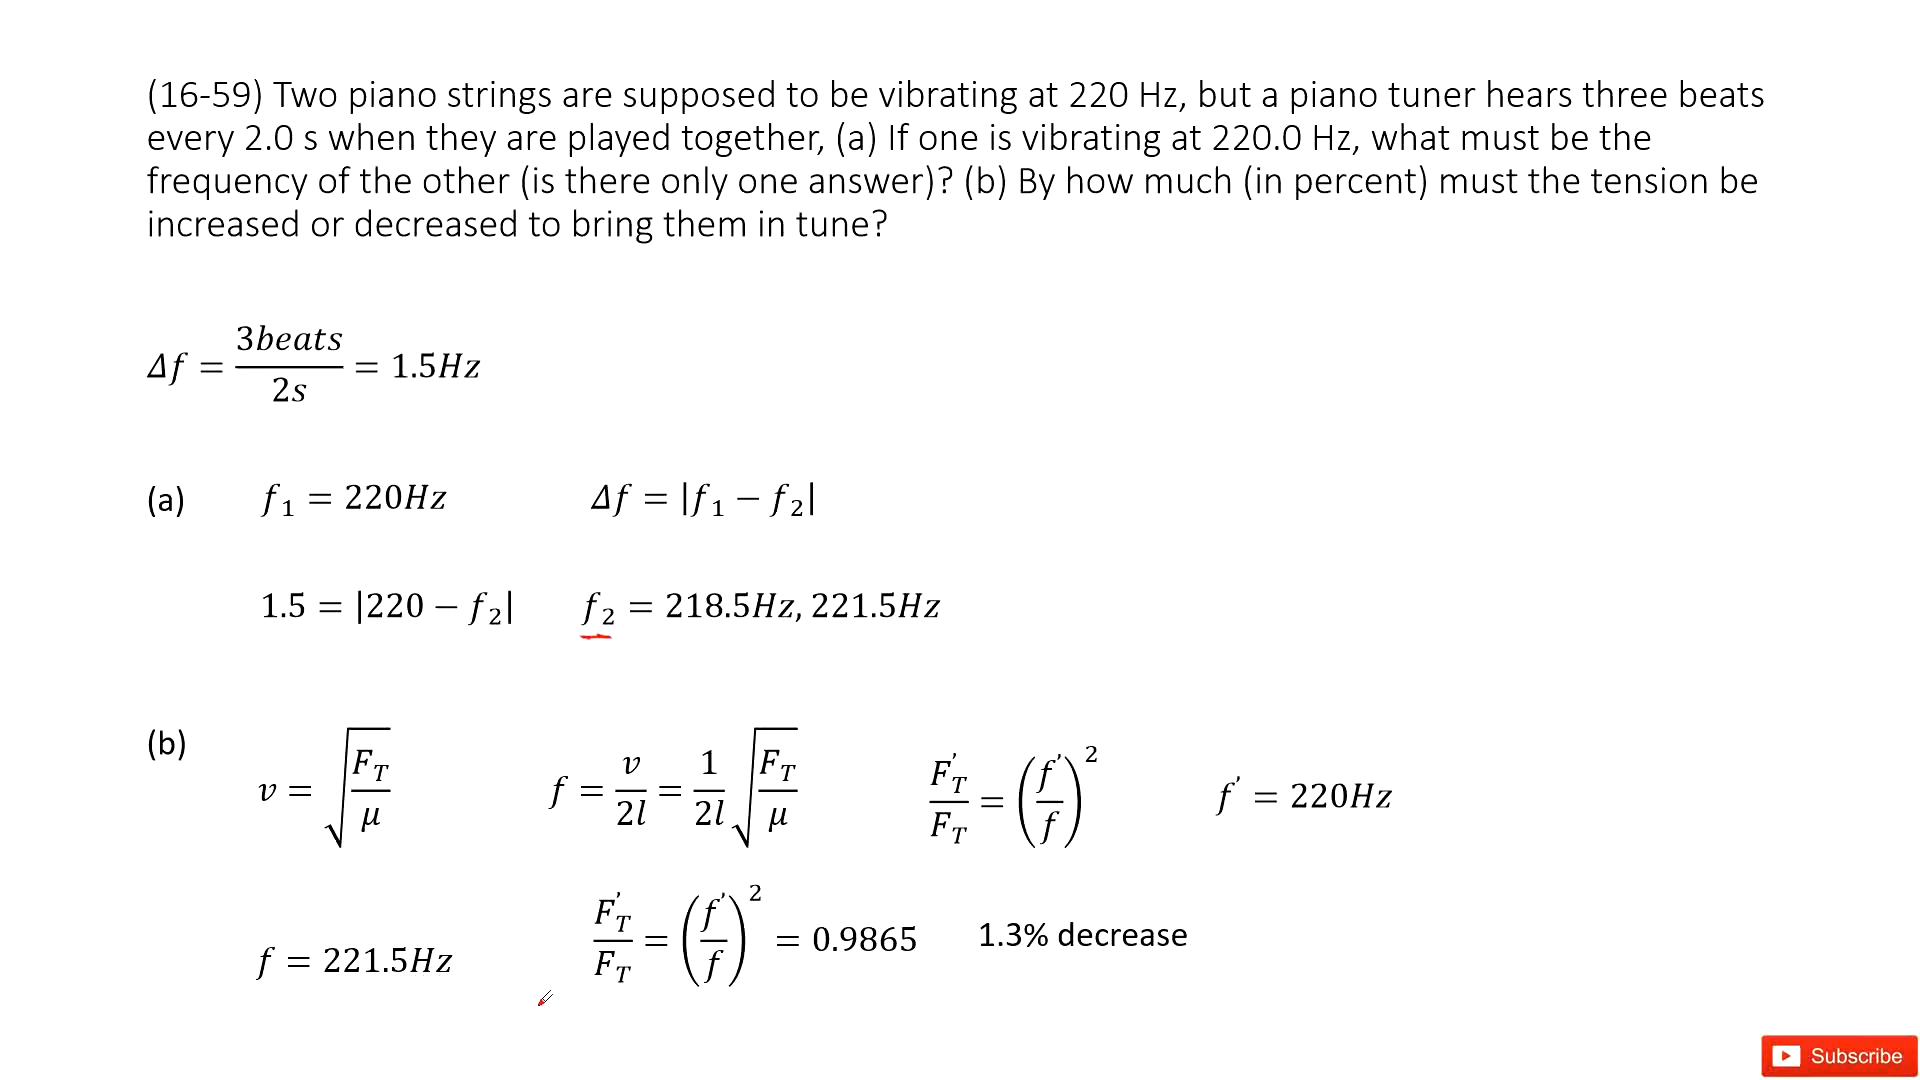 (16-59) Two piano strings are supposed to be vibrating at 220 Hz, but a piano tuner hears three beats
every 2.0 s when they are played together, (a) If one is vibrating at 220.0 Hz, what must be the
frequency of the other (is there only one answer)? (b) By how much (in percent) must the tension be
increased or decreased to bring them in tune?
Δf = 3beats/2s = 1.5Hz
(a) f₁ = 220Hz Δf = |f₁ − f₂|
1.5 = |220 − f₂| f₂ = 218.5Hz, 221.5Hz
(b) v = √(F_T/μ) f = v/2l = 1/2l √(F_T/μ) F'_T/F_T = (f'/f)² f' = 220Hz
f = 221.5Hz F'_T/F_T = (f'/f)² = 0.9865 1.3% decrease
Subscribe